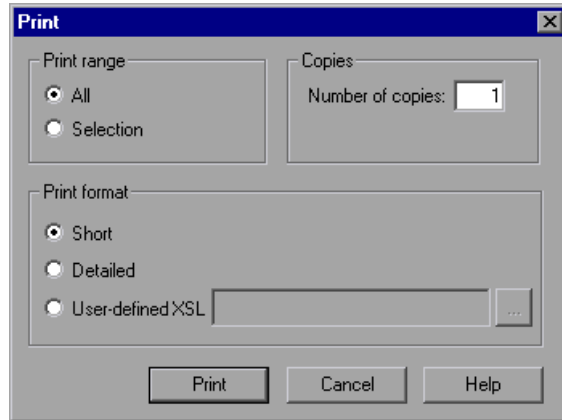 Print
Print range
All
Selection
Copies
Number of copies: 1
Print format
Short
Detailed
User-defined XSL ...
Print Cancel Help